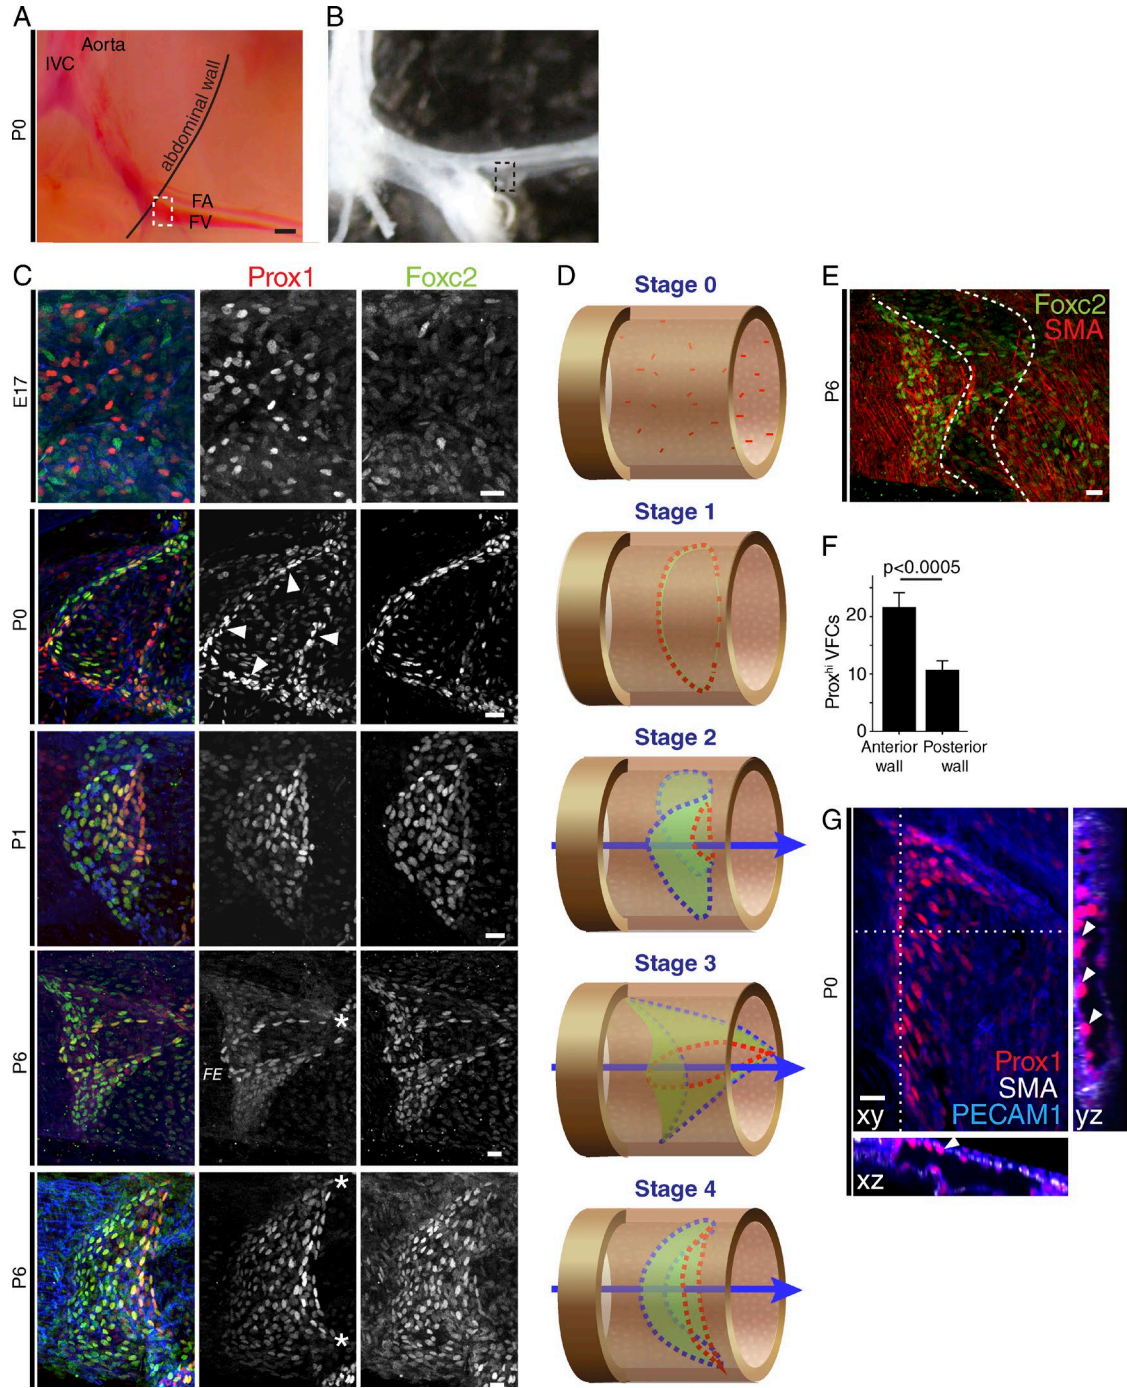 A
Aorta
IVC
abdominal wall
FA
FV
P0
B
C
Prox1
Foxc2
E17
P0
P1
P6
FE
*
P6
*
*
D
Stage 0
Stage 1
Stage 2
Stage 3
Stage 4
E
Foxc2
SMA
P6
F
p<0.0005
20
10
0
Proxhi VFCs
Anterior wall
Posterior wall
G
P0
Prox1
SMA
PECAM1
xy
yz
xz